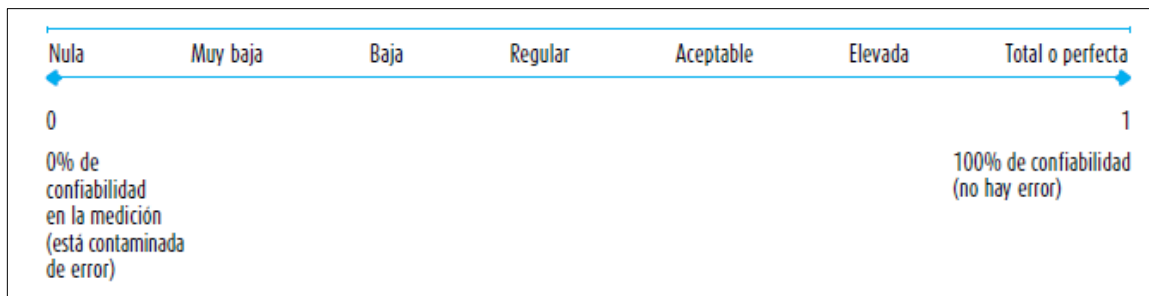 Nula Muy baja Baja Regular Aceptable Elevada Total o perfecta
0 1
0% de
confiabilidad
en la medición
(está contaminada
de error)
100% de confiabilidad
(no hay error)